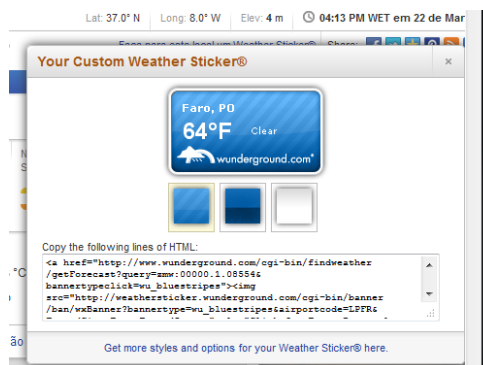 Lat: 37.0° N Long: 8.0° W Elev: 4 m 04:13 PM WET em 22 de Mar
Your Custom Weather Sticker® ×
Faro, PO
64°F Clear
wunderground.com®
Copy the following lines of HTML:
<a href="http://www.wunderground.com/cgi-bin/findweather
/getForecast?query=zmw:00000.1.08554&
bannertypeclick=wu_bluestripes"><img
src="http://weathersticker.wunderground.com/cgi-bin/banner
/ban/wxBanner?bannertype=wu_bluestripes&airportcode=LPFR&
°C
ão
Get more styles and options for your Weather Sticker® here.